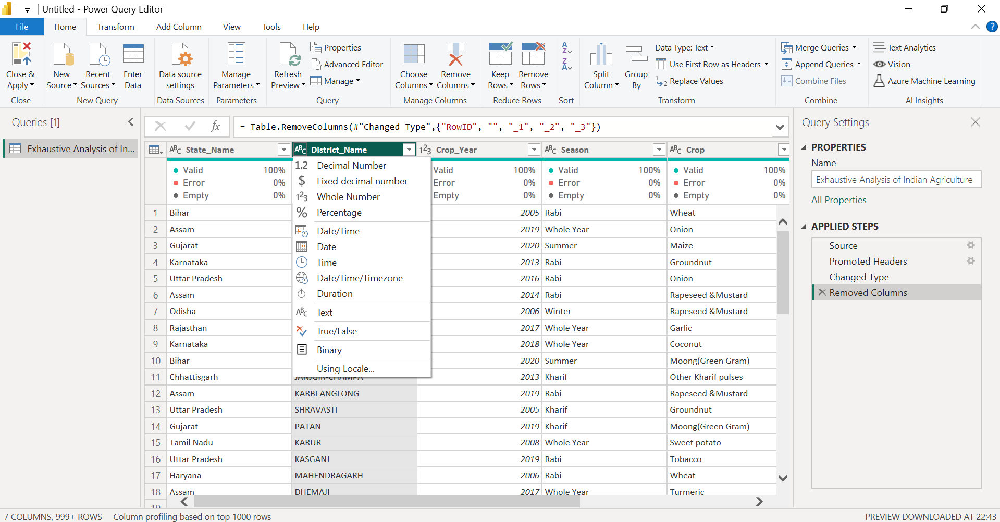 Untitled - Power Query Editor
File Home Transform Add Column View Tools Help
Close & Apply
Close
New Source
Recent Sources
Enter Data
New Query
Data source settings
Data Sources
Manage Parameters
Parameters
Refresh Preview
Properties
Advanced Editor
Manage
Query
Choose Columns
Remove Columns
Manage Columns
Keep Rows
Remove Rows
Reduce Rows
Sort
Split Column
Group By
Data Type: Text
Use First Row as Headers
Replace Values
Transform
Merge Queries
Append Queries
Combine Files
Combine
Text Analytics
Vision
Azure Machine Learning
AI Insights
Queries [1]
Exhaustive Analysis of In...
fx = Table.RemoveColumns(#"Changed Type",{"RowID", "", "_1", "_2", "_3"})
ABC State_Name ABC District_Name 123 Crop_Year ABC Season ABC Crop
Valid 100% Valid 100% Valid 100% Valid 100%
Error 0% Error 0% Error 0% Error 0%
Empty 0% Empty 0% Empty 0% Empty 0%
1.2 Decimal Number
$ Fixed decimal number
123 Whole Number
% Percentage
Date/Time
Date
Time
Date/Time/Timezone
Duration
ABC Text
True/False
Binary
Using Locale...
1 Bihar 2005 Rabi Wheat
2 Assam 2019 Whole Year Onion
3 Gujarat 2020 Summer Maize
4 Karnataka 2013 Rabi Groundnut
5 Uttar Pradesh 2016 Rabi Onion
6 Assam 2014 Rabi Rapeseed &Mustard
7 Odisha 2006 Winter Rapeseed &Mustard
8 Rajasthan 2017 Whole Year Garlic
9 Karnataka 2018 Whole Year Coconut
10 Bihar 2020 Summer Moong(Green Gram)
11 Chhattisgarh JANJGIR-CHAMPA 2013 Kharif Other Kharif pulses
12 Assam KARBI ANGLONG 2019 Rabi Rapeseed &Mustard
13 Uttar Pradesh SHRAVASTI 2005 Kharif Groundnut
14 Gujarat PATAN 2019 Kharif Moong(Green Gram)
15 Tamil Nadu KARUR 2008 Whole Year Sweet potato
16 Uttar Pradesh KASGANJ 2019 Rabi Tobacco
17 Haryana MAHENDRAGARH 2006 Rabi Wheat
18 Assam DHEMAJI 2017 Whole Year Turmeric
19
Query Settings
PROPERTIES
Name
Exhaustive Analysis of Indian Agriculture
All Properties
APPLIED STEPS
Source
Promoted Headers
Changed Type
Removed Columns
7 COLUMNS, 999+ ROWS Column profiling based on top 1000 rows PREVIEW DOWNLOADED AT 22:43